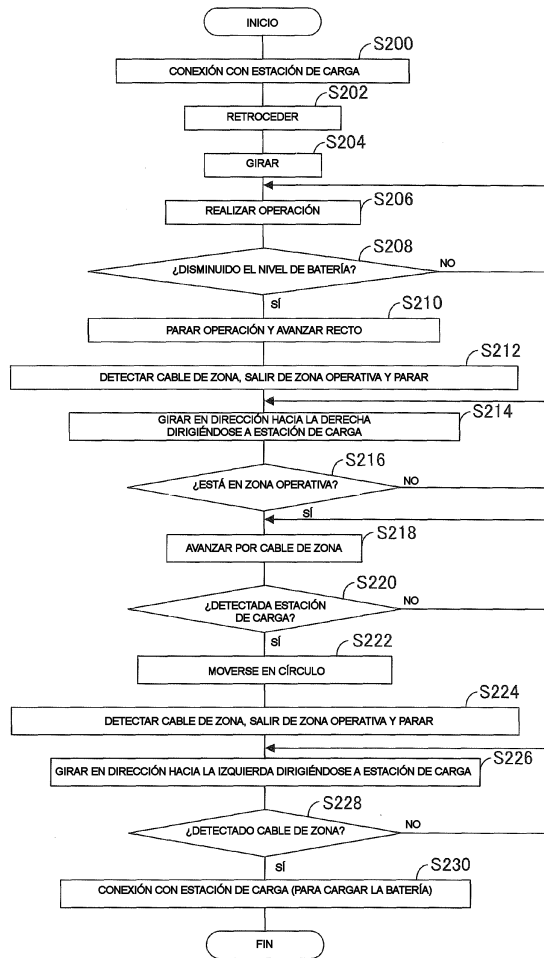 INICIO
S200
CONEXIÓN CON ESTACIÓN DE CARGA
S202
RETROCEDER
S204
GIRAR
S206
REALIZAR OPERACIÓN
S208
¿DISMINUIDO EL NIVEL DE BATERÍA?
NO
SÍ
S210
PARAR OPERACIÓN Y AVANZAR RECTO
S212
DETECTAR CABLE DE ZONA, SALIR DE ZONA OPERATIVA Y PARAR
S214
GIRAR EN DIRECCIÓN HACIA LA DERECHA
DIRIGIÉNDOSE A ESTACIÓN DE CARGA
S216
¿ESTÁ EN ZONA OPERATIVA?
NO
SÍ
S218
AVANZAR POR CABLE DE ZONA
S220
¿DETECTADA ESTACIÓN
DE CARGA?
NO
SÍ
S222
MOVERSE EN CÍRCULO
S224
DETECTAR CABLE DE ZONA, SALIR DE ZONA OPERATIVA Y PARAR
S226
GIRAR EN DIRECCIÓN HACIA LA IZQUIERDA DIRIGIÉNDOSE A ESTACIÓN DE CARGA
S228
¿DETECTADO CABLE DE ZONA?
NO
SÍ
S230
CONEXIÓN CON ESTACIÓN DE CARGA (PARA CARGAR LA BATERÍA)
FIN